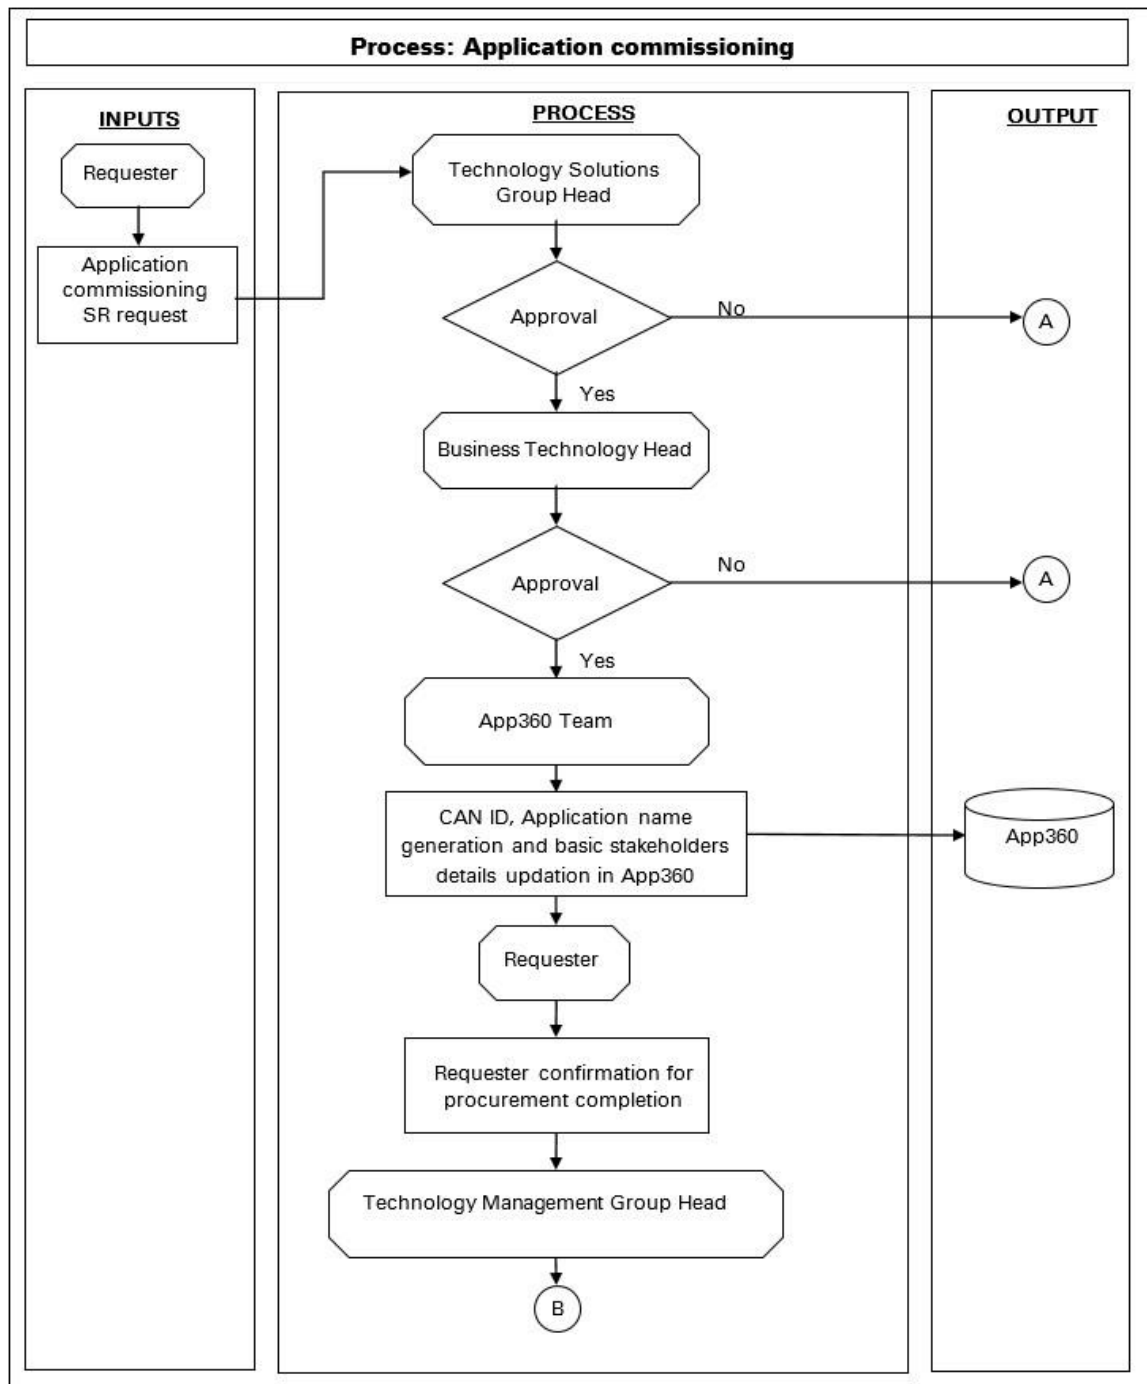 Process: Application commissioning
INPUTS
Requester
Application
commissioning
SR request
PROCESS
Technology Solutions
Group Head
Approval
No
Yes
Business Technology Head
Approval
No
Yes
App360 Team
CAN ID, Application name
generation and basic stakeholders
details updation in App360
Requester
Requester confirmation for
procurement completion
Technology Management Group Head
B
OUTPUT
A
A
App360